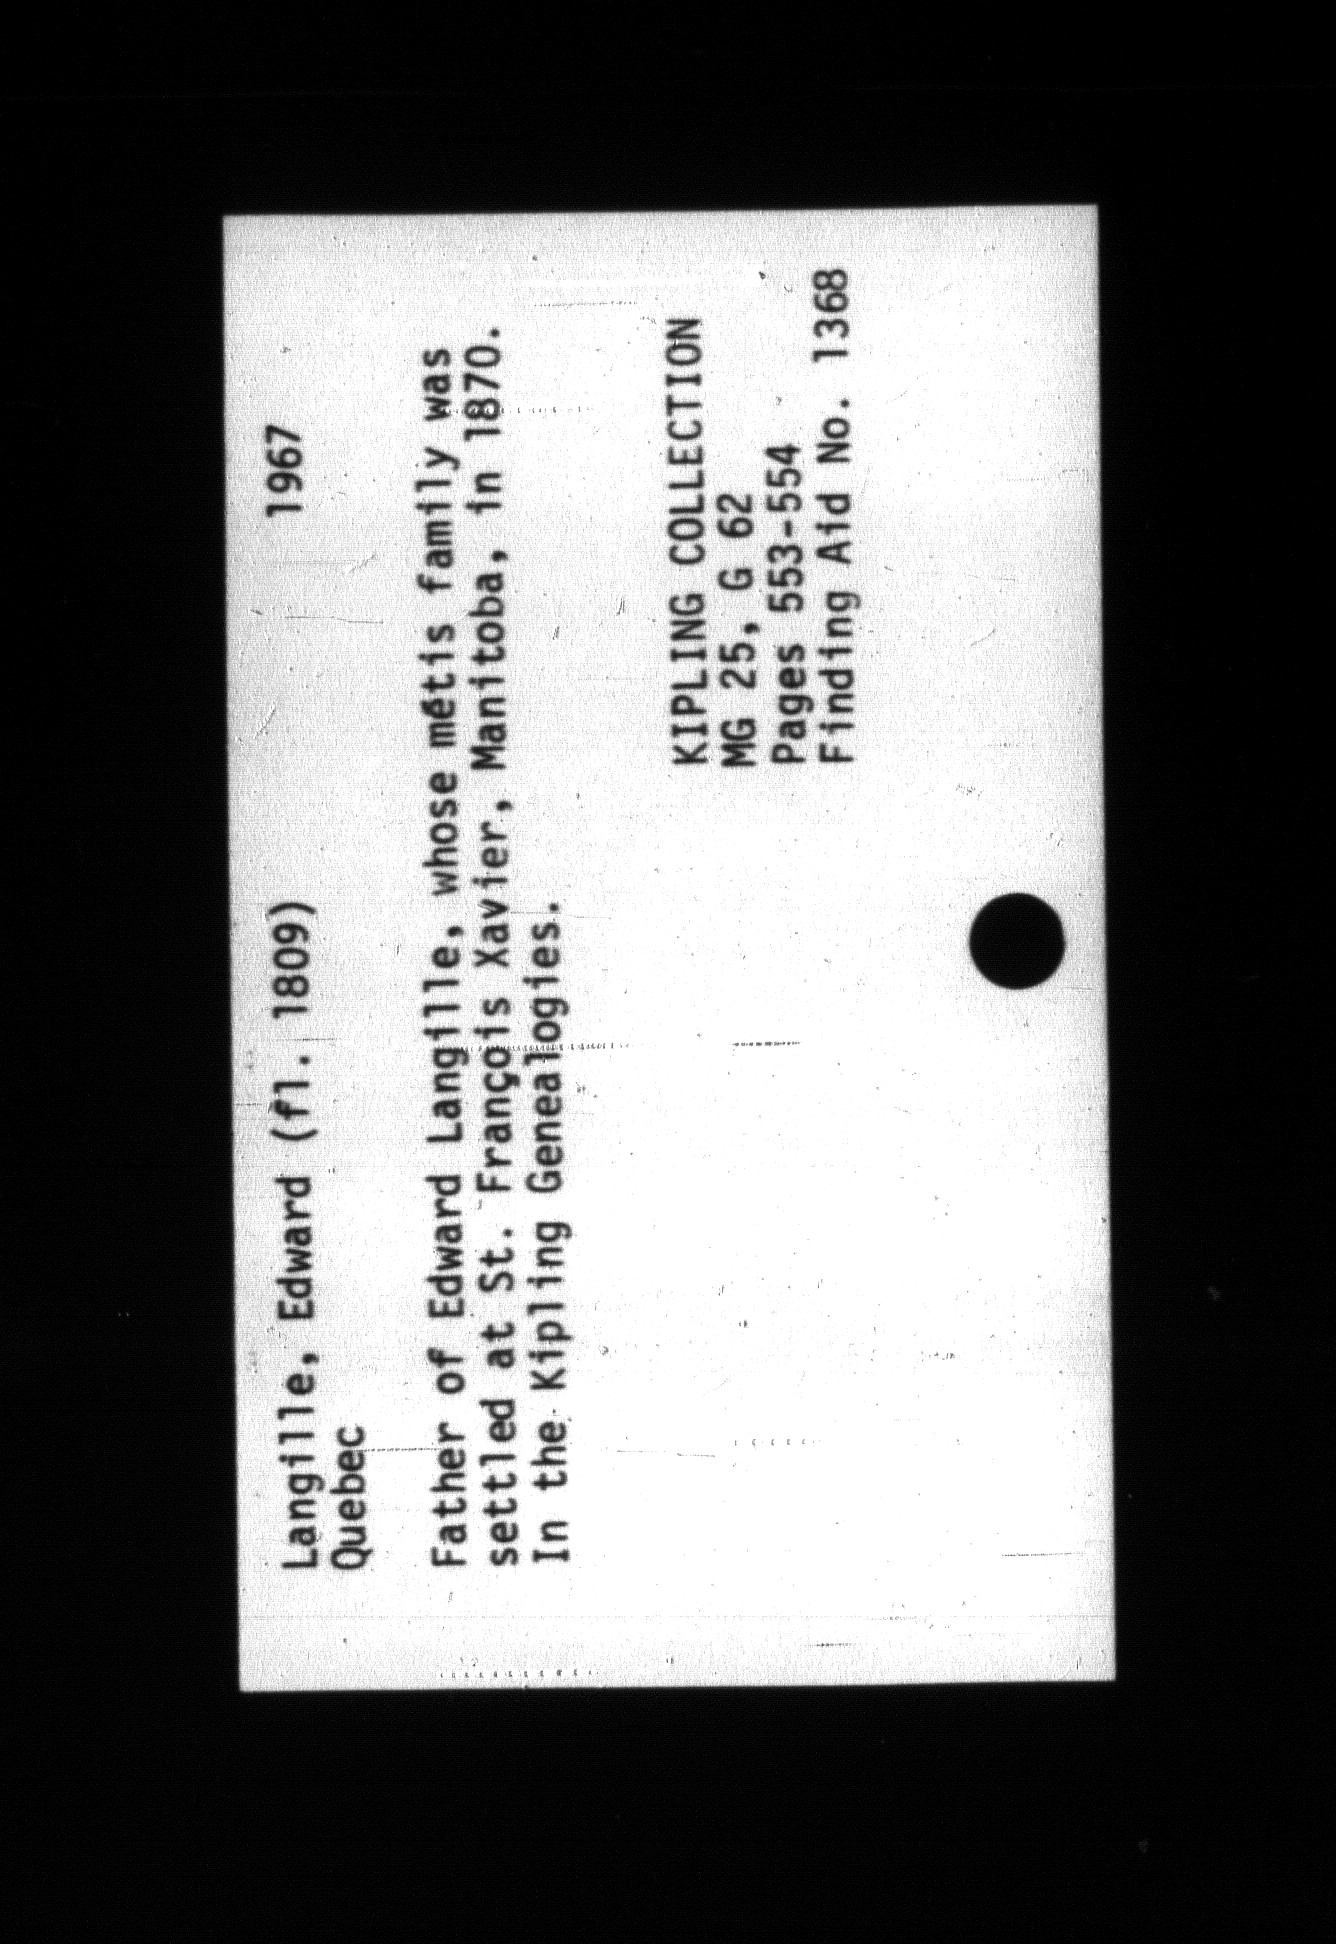 Langille, Edward (fl. 1809) 1967
Quebec
Father of Edward Langille, whose métis family was
settled at St. François Xavier, Manitoba, in 1870.
In the Kipling Genealogies.
KIPLING COLLECTION
MG 25, G 62
Pages 553-554
Finding Aid No. 1368